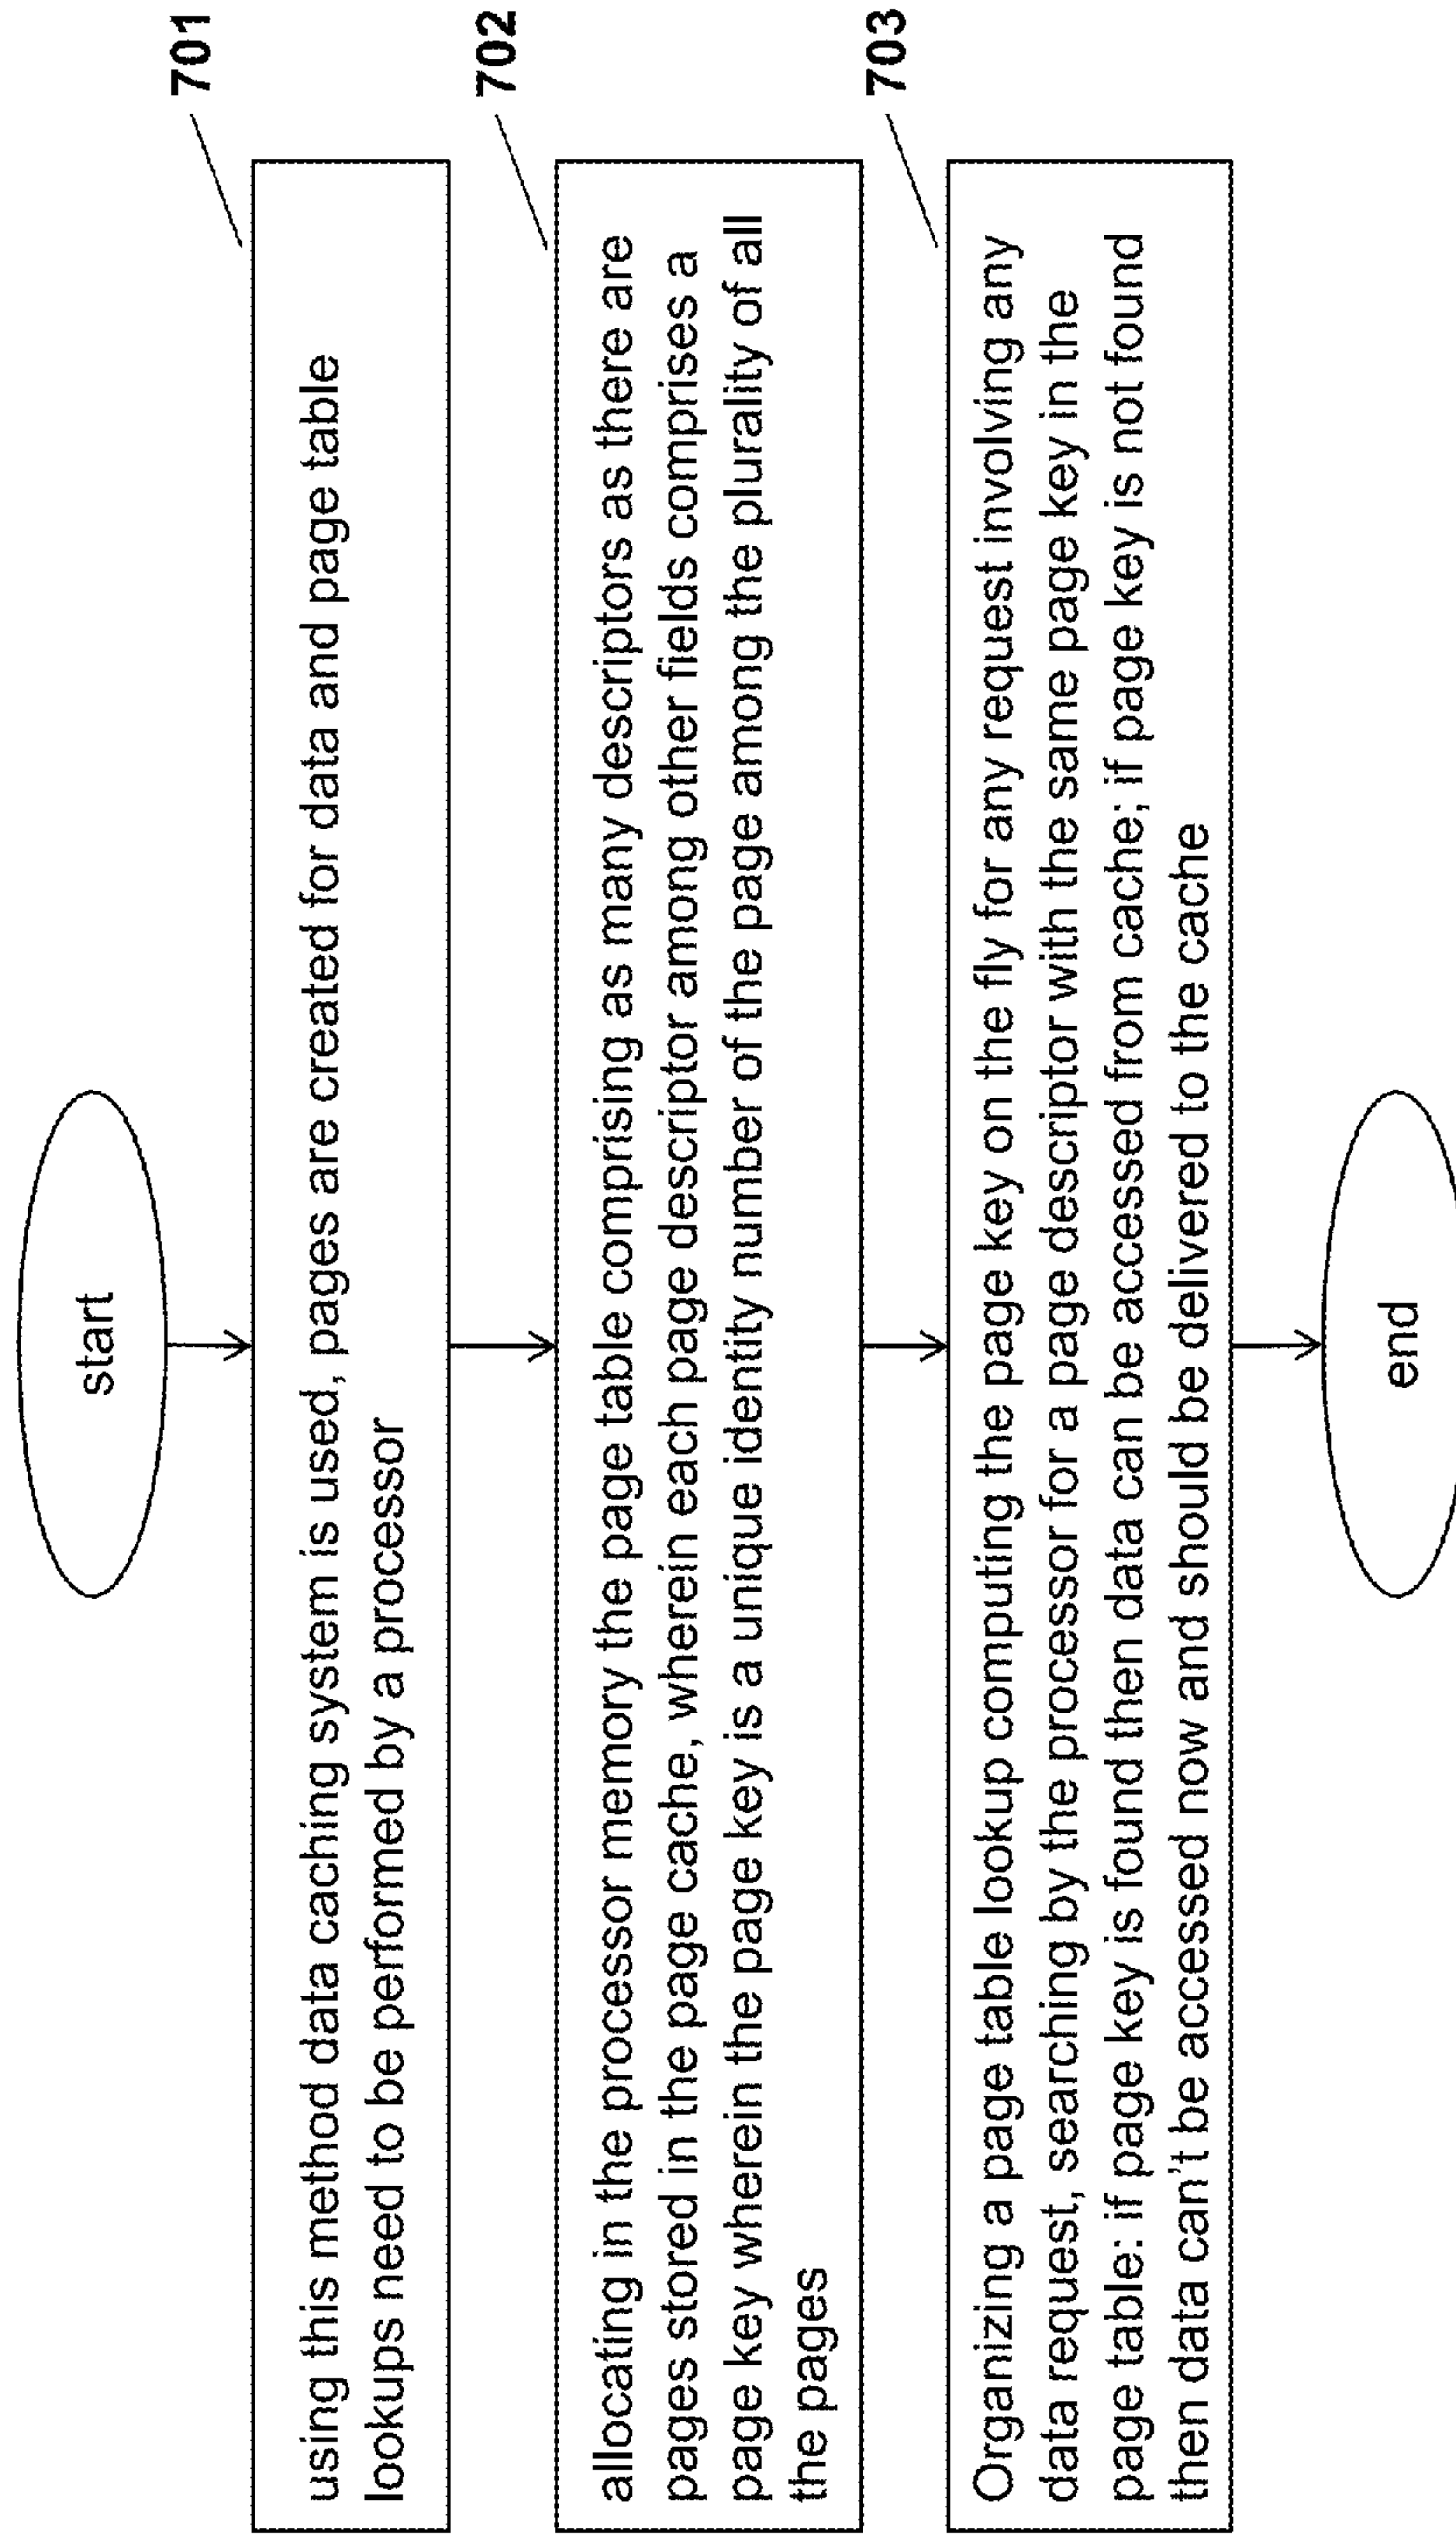 start
701
using this method data caching system is used, pages are created for data and page table
lookups need to be performed by a processor
702
allocating in the processor memory the page table comprising as many descriptors as there are
pages stored in the page cache, wherein each page descriptor among other fields comprises a
page key wherein the page key is a unique identity number of the page among the plurality of all
the pages
703
Organizing a page table lookup computing the page key on the fly for any request involving any
data request, searching by the processor for a page descriptor with the same page key in the
page table: if page key is found then data can be accessed from cache; if page key is not found
then data can't be accessed now and should be delivered to the cache
end